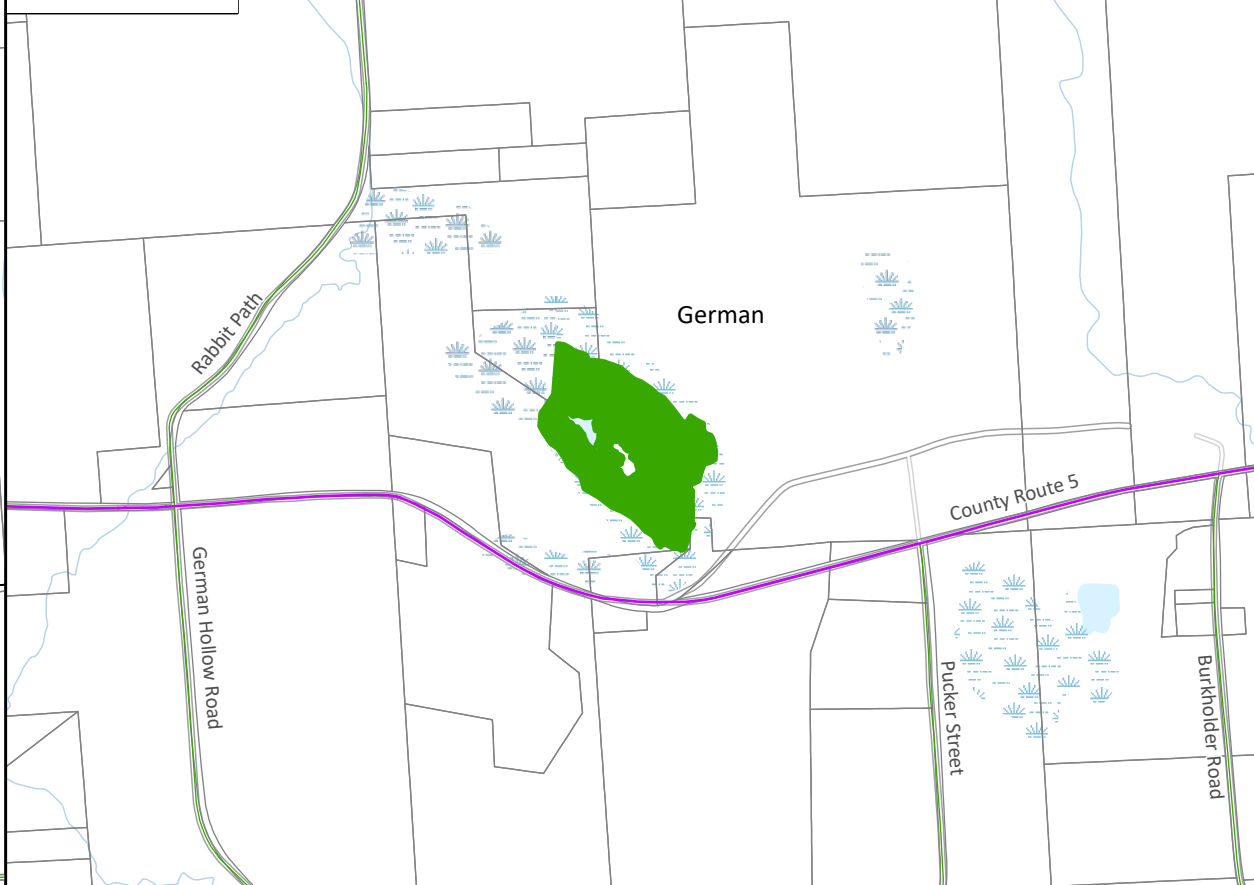 German
Rabbit Path
County Route 5
German Hollow Road
Pucker Street
Burkholder Road